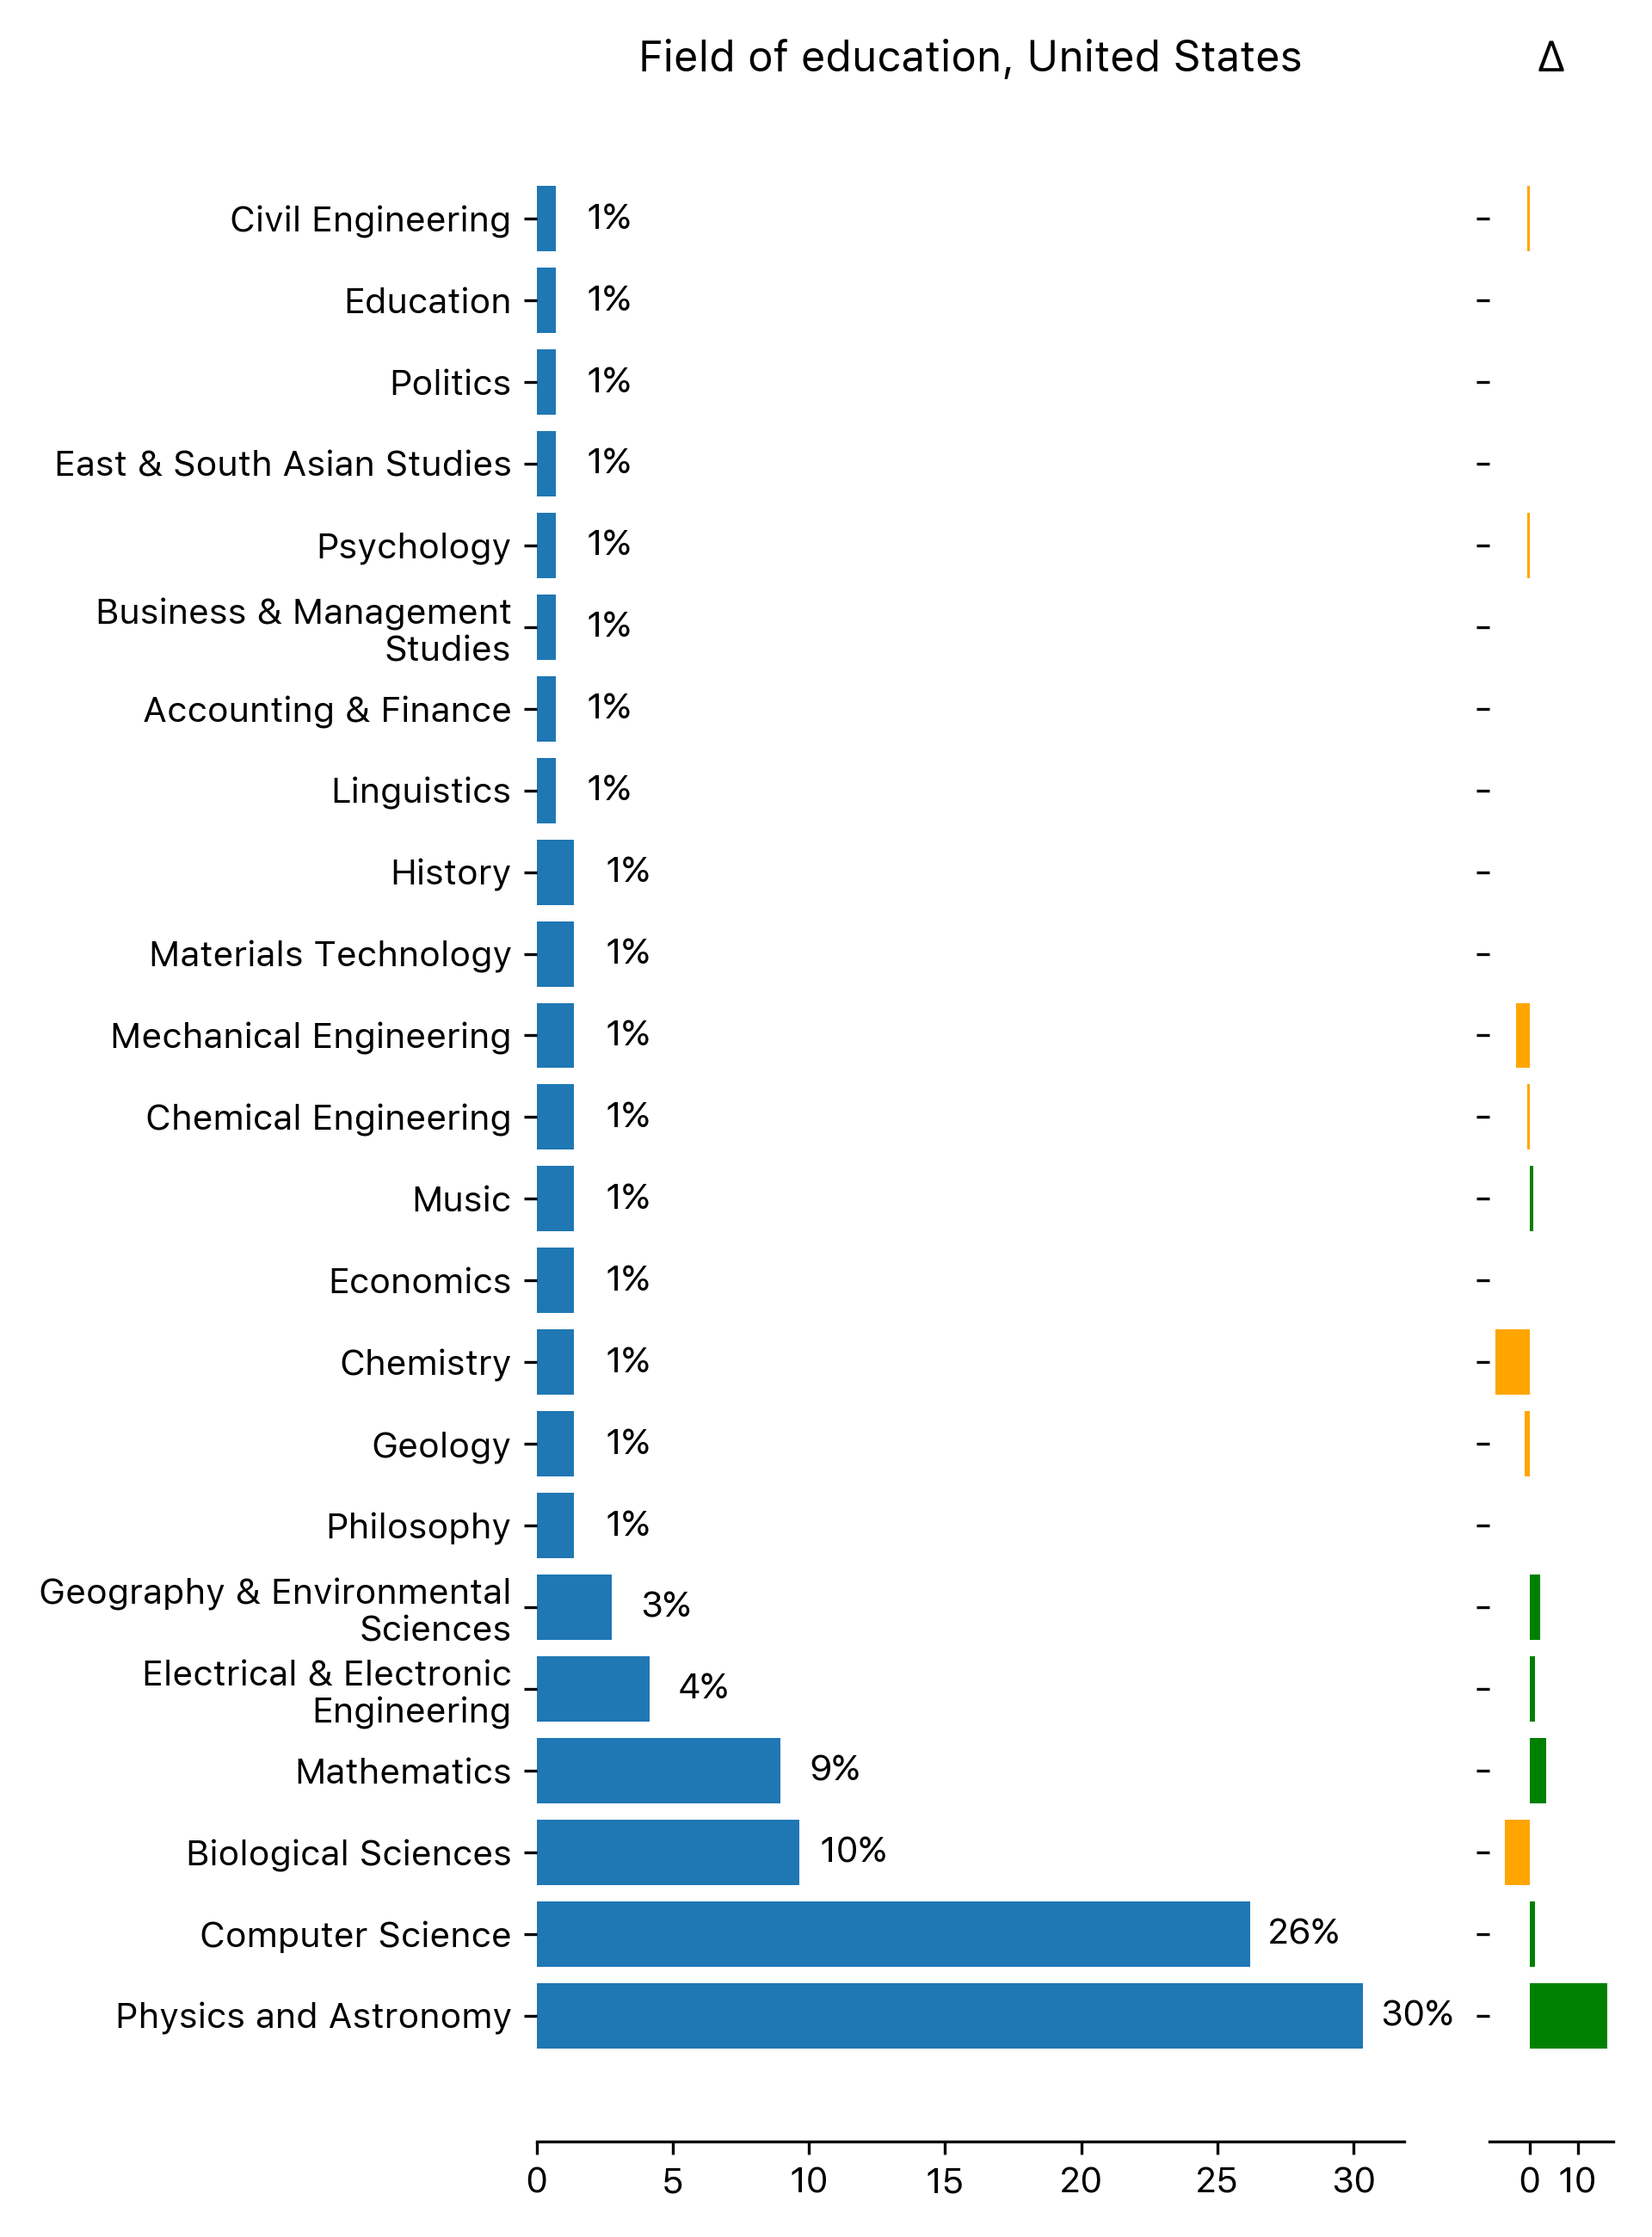 Field of education, United States Δ
Civil Engineering 1%
Education 1%
Politics 1%
East & South Asian Studies 1%
Psychology 1%
Business & Management
Studies 1%
Accounting & Finance 1%
Linguistics 1%
History 1%
Materials Technology 1%
Mechanical Engineering 1%
Chemical Engineering 1%
Music 1%
Economics 1%
Chemistry 1%
Geology 1%
Philosophy 1%
Geography & Environmental
Sciences 3%
Electrical & Electronic
Engineering 4%
Mathematics 9%
Biological Sciences 10%
Computer Science 26%
Physics and Astronomy 30%
0 5 10 15 20 25 30 0 10